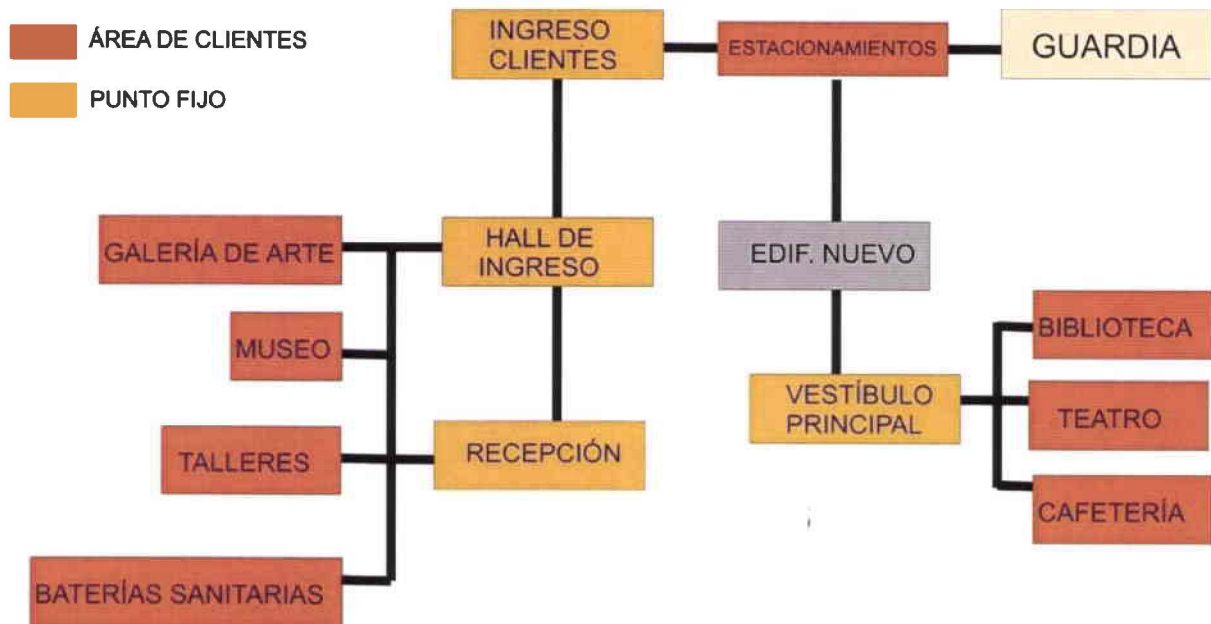 ÁREA DE CLIENTES
PUNTO FIJO
INGRESO
CLIENTES
ESTACIONAMIENTOS
GUARDIA
GALERÍA DE ARTE
HALL DE
INGRESO
EDIF. NUEVO
MUSEO
BIBLIOTECA
VESTÍBULO
PRINCIPAL
TEATRO
TALLERES
RECEPCIÓN
CAFETERÍA
BATERÍAS SANITARIAS